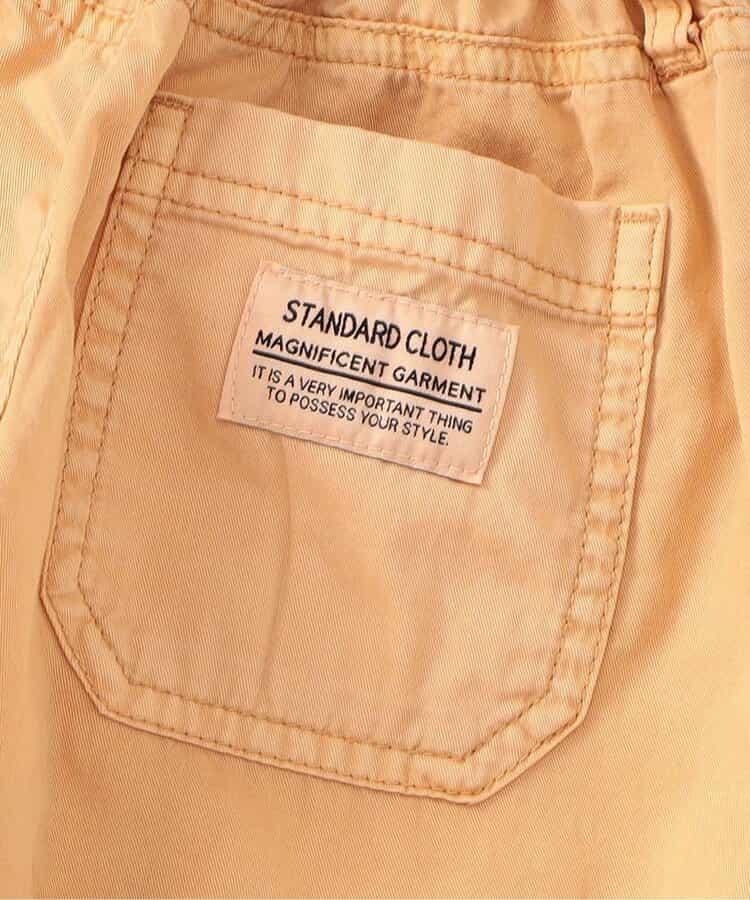 STANDARD CLOTH
MAGNIFICENT GARMENT
IT IS A VERY IMPORTANT THING
TO POSSESS YOUR STYLE.